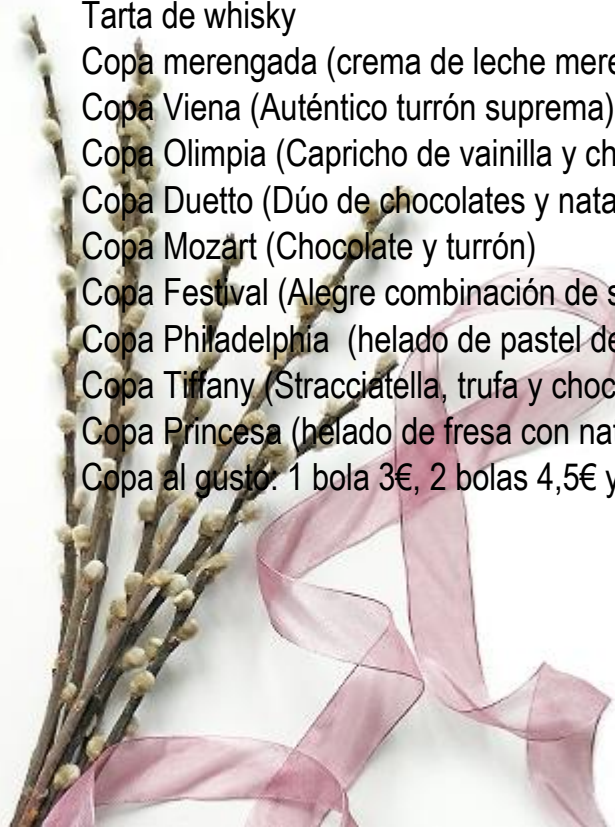 Tarta de whisky
Copa merengada (crema de leche mere
Copa Viena (Auténtico turrón suprema)
Copa Olimpia (Capricho de vainilla y ch
Copa Duetto (Dúo de chocolates y nata
Copa Mozart (Chocolate y turrón)
Copa Festival (Alegre combinación de s
Copa Philadelphia  (helado de pastel de
Copa Tiffany (Stracciatella, trufa y choc
Copa Princesa (helado de fresa con nat
Copa al gusto: 1 bola 3€, 2 bolas 4,5€ y